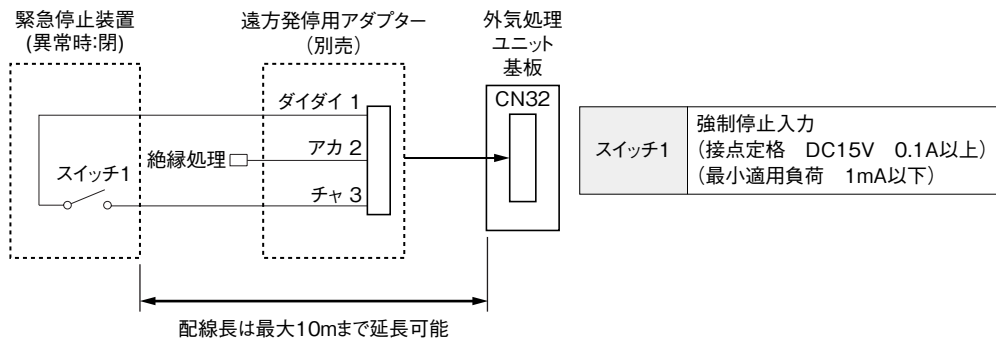 緊急停止装置
(異常時:閉)
遠方発停用アダプター
(別売)
外気処理
ユニット
基板
ダイダイ 1
CN32
絶縁処理
アカ 2
スイッチ1
チャ 3
スイッチ1
強制停止入力
(接点定格 DC15V 0.1A以上)
(最小適用負荷 1mA以下)
配線長は最大10mまで延長可能